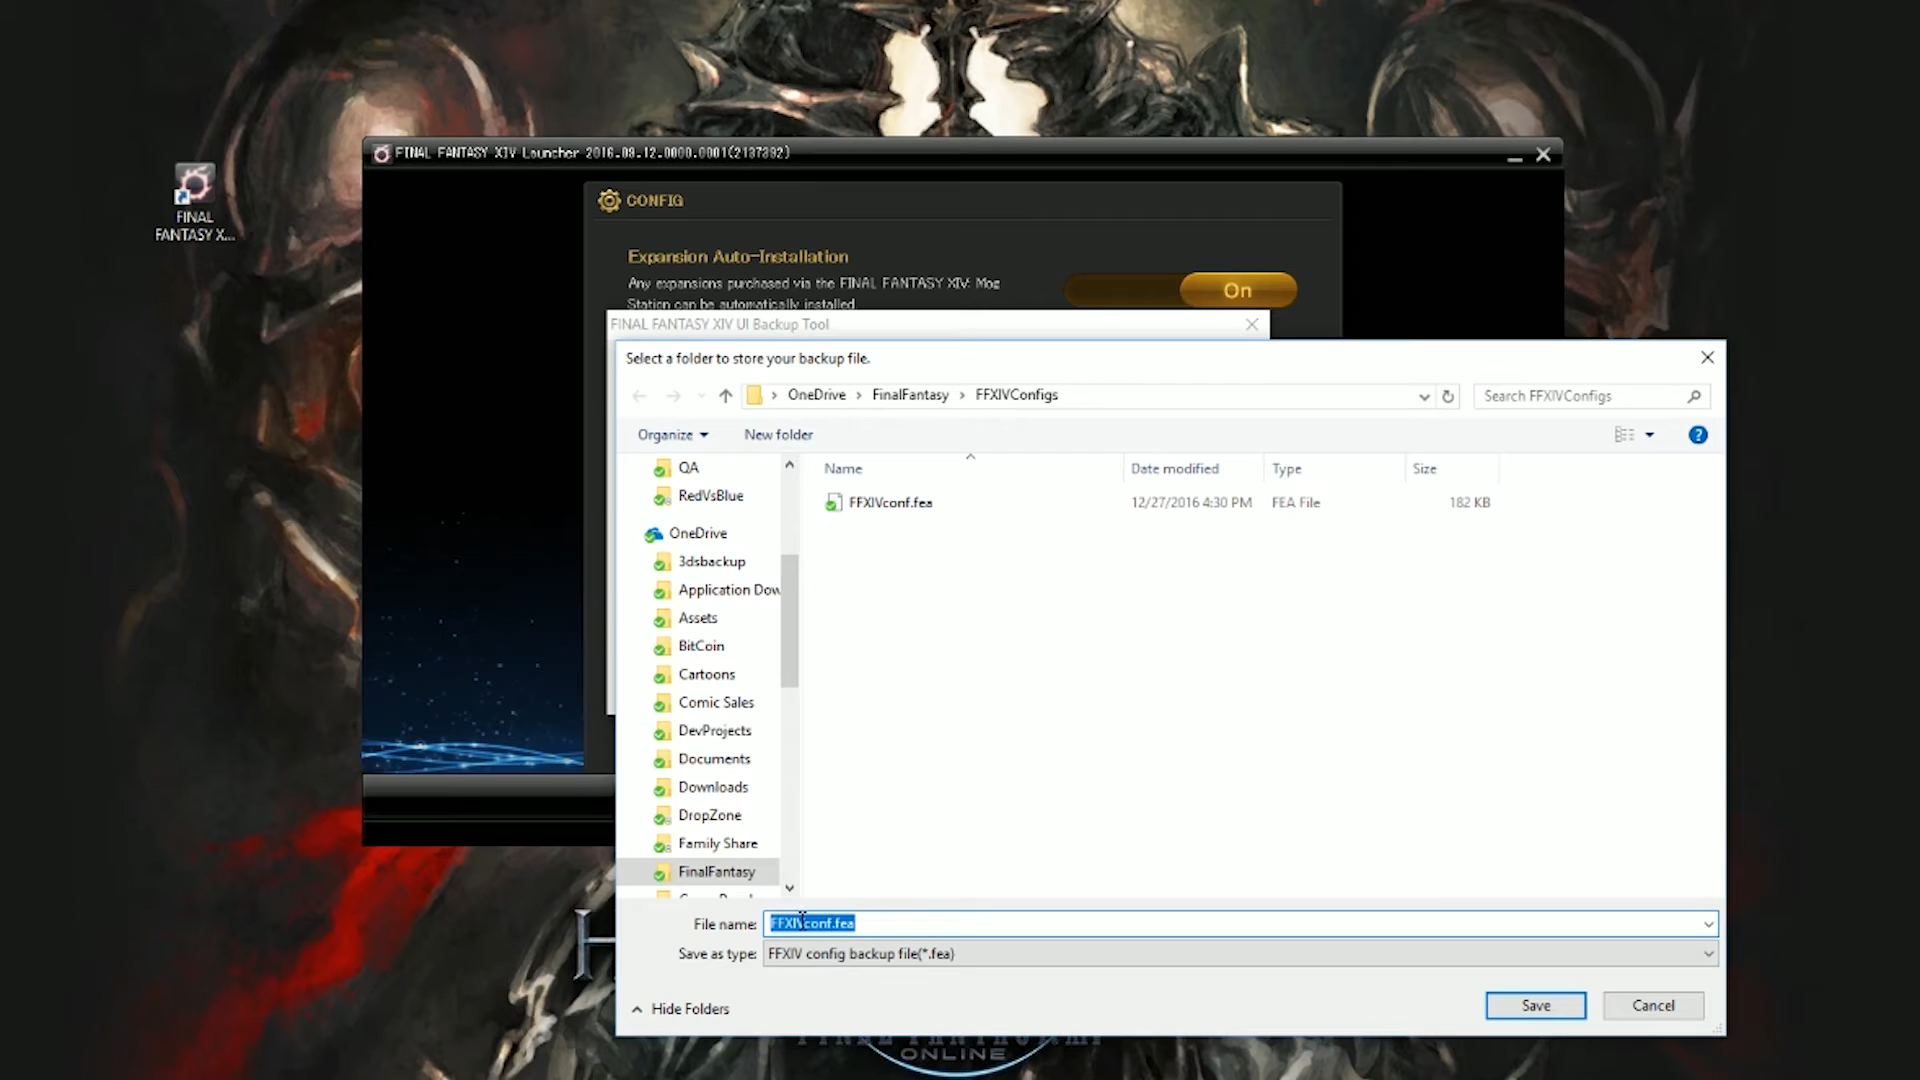 FINAL FANTASY XIV Launcher 2016.09.12.0000.0001(2137392)
FINAL
FANTASY X...
CONFIG
Expansion Auto-Installation
Any expansions purchased via the FINAL FANTASY XIV: Mog
Station can be automatically installed.
On
FINAL FANTASY XIV UI Backup Tool
Select a folder to store your backup file.
OneDrive
FinalFantasy
FFXIVConfigs
Search FFXIVConfigs
Organize
New folder
Name
Date modified
Type
Size
FFXIVconf.fea
12/27/2016 4:30 PM
FEA File
182 KB
QA
RedVsBlue
OneDrive
3dsbackup
Application Dow
Assets
BitCoin
Cartoons
Comic Sales
DevProjects
Documents
Downloads
DropZone
Family Share
FinalFantasy
File name: FFXIVconf.fea
Save as type: FFXIV config backup file(*.fea)
Hide Folders
Save
Cancel
ONLINE